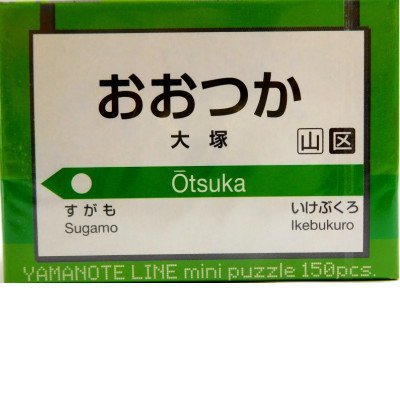 おおつか
大塚
山 区
Ōtsuka
すがも いけぶくろ
Sugamo Ikebukuro
YAMANOTE LINE mini puzzle 150pcs.